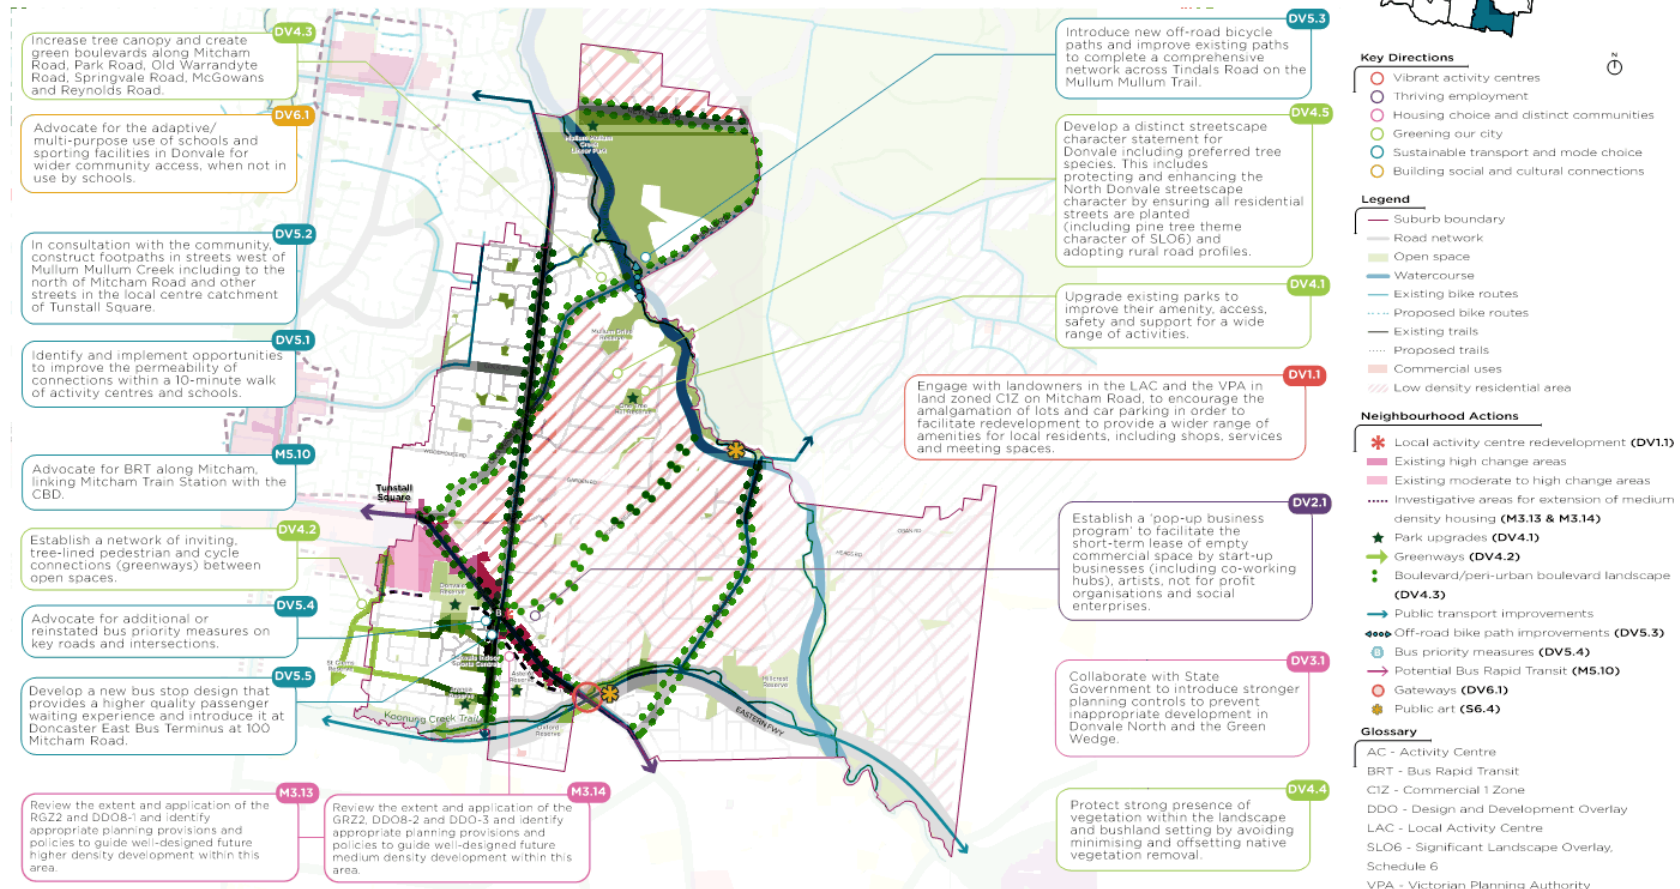 DV4.3
Increase tree canopy and create
green boulevards along Mitcham
Road, Park Road, Old Warrandyte
Road, Springvale Road, McGowans
and Reynolds Road.
DV6.1
Advocate for the adaptive/
multi-purpose use of schools and
sporting facilities in Donvale for
wider community access, when not in
use by schools.
DV5.2
In consultation with the community,
construct footpaths in streets west of
Mullum Mullum Creek including to the
north of Mitcham Road and other
streets in the local centre catchment
of Tunstall Square.
DV5.1
Identify and implement opportunities
to improve the permeability of
connections within a 10-minute walk
of activity centres and schools.
M5.10
Advocate for BRT along Mitcham,
linking Mitcham Train Station with the
CBD.
DV4.2
Establish a network of inviting,
tree-lined pedestrian and cycle
connections (greenways) between
open spaces.
DV5.4
Advocate for additional or
reinstated bus priority measures on
key roads and intersections.
DV5.5
Develop a new bus stop design that
provides a higher quality passenger
waiting experience and introduce it at
Doncaster East Bus Terminus at 100
Mitcham Road.
M3.13
Review the extent and application of the
RGZ2 and DDO8-1 and identify
appropriate planning provisions and
policies to guide well-designed future
higher density development within this
area.
M3.14
Review the extent and application of the
GRZ2, DDO8-2 and DDO-3 and identify
appropriate planning provisions and
policies to guide well-designed future
medium density development within this
area.
Mullum Mullum
Creek
Linear Park
Tunstall
Square
Donvale
Reserve
B
Koonung Creek Trail
Hillcrest
Reserve
EASTERN FWY
DV5.3
Introduce new off-road bicycle
paths and improve existing paths
to complete a comprehensive
network across Tindals Road on the
Mullum Mullum Trail.
DV4.5
Develop a distinct streetscape
character statement for
Donvale including preferred tree
species. This includes
protecting and enhancing the
North Donvale streetscape
character by ensuring all residential
streets are planted
(including pine tree theme
character of SLO6) and
adopting rural road profiles.
DV4.1
Upgrade existing parks to
improve their amenity, access,
safety and support for a wide
range of activities.
DV1.1
Engage with landowners in the LAC and the VPA in
land zoned C1Z on Mitcham Road, to encourage the
amalgamation of lots and car parking in order to
facilitate redevelopment to provide a wider range of
amenities for local residents, including shops, services
and meeting spaces.
DV2.1
Establish a 'pop-up business
program' to facilitate the
short-term lease of empty
commercial space by start-up
businesses (including co-working
hubs), artists, not for profit
organisations and social
enterprises.
DV3.1
Collaborate with State
Government to introduce stronger
planning controls to prevent
inappropriate development in
Donvale North and the Green
Wedge.
DV4.4
Protect strong presence of
vegetation within the landscape
and bushland setting by avoiding
minimising and offsetting native
vegetation removal.
N
Key Directions
Vibrant activity centres
Thriving employment
Housing choice and distinct communities
Greening our city
Sustainable transport and mode choice
Building social and cultural connections
Legend
Suburb boundary
Road network
Open space
Watercourse
Existing bike routes
Proposed bike routes
Existing trails
Proposed trails
Commercial uses
Low density residential area
Neighbourhood Actions
Local activity centre redevelopment (DV1.1)
Existing high change areas
Existing moderate to high change areas
Investigative areas for extension of medium
density housing (M3.13 & M3.14)
Park upgrades (DV4.1)
Greenways (DV4.2)
Boulevard/peri-urban boulevard landscape
(DV4.3)
Public transport improvements
Off-road bike path improvements (DV5.3)
B Bus priority measures (DV5.4)
Potential Bus Rapid Transit (M5.10)
Gateways (DV6.1)
Public art (S6.4)
Glossary
AC - Activity Centre
BRT - Bus Rapid Transit
C1Z - Commercial 1 Zone
DDO - Design and Development Overlay
LAC - Local Activity Centre
SLO6 - Significant Landscape Overlay,
Schedule 6
VPA - Victorian Planning Authority